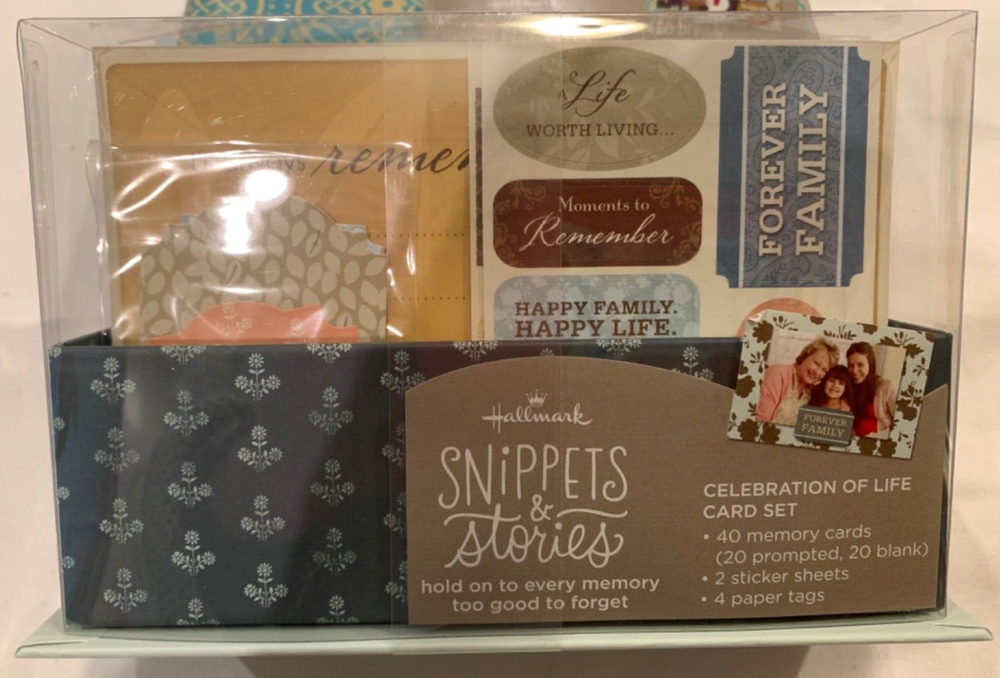 remem
A Life
WORTH LIVING...
Moments to
Remember
HAPPY FAMILY.
HAPPY LIFE.
FOREVER
FAMILY
Hallmark
SNIPPETS
&
stories
hold on to every memory
too good to forget
FOREVER
FAMILY
CELEBRATION OF LIFE
CARD SET
• 40 memory cards
(20 prompted, 20 blank)
• 2 sticker sheets
• 4 paper tags